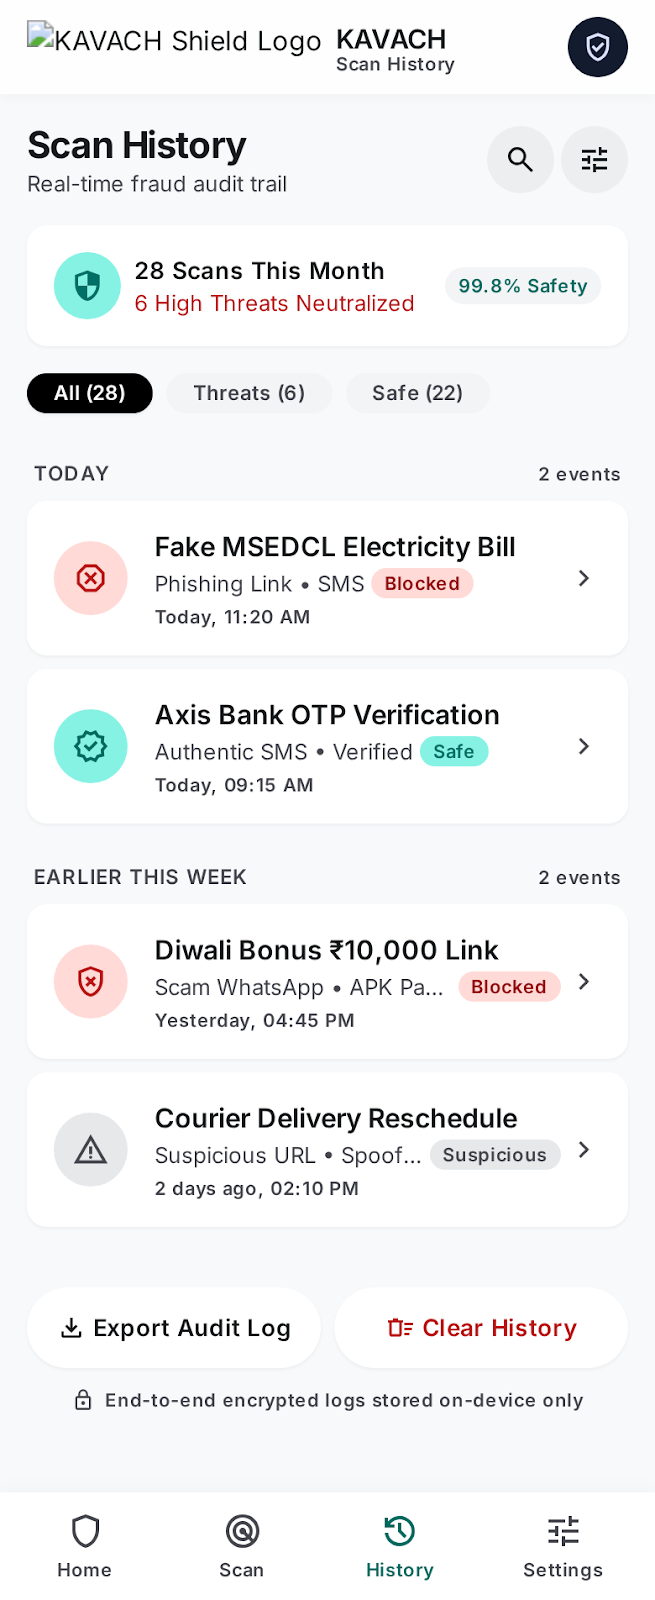 KAVACH Shield Logo
KAVACH
Scan History
Scan History
Real-time fraud audit trail
28 Scans This Month
6 High Threats Neutralized
99.8% Safety
All (28)
Threats (6)
Safe (22)
TODAY
2 events
Fake MSEDCL Electricity Bill
Phishing Link • SMS Blocked
Today, 11:20 AM
Axis Bank OTP Verification
Authentic SMS • Verified Safe
Today, 09:15 AM
EARLIER THIS WEEK
2 events
Diwali Bonus ₹10,000 Link
Scam WhatsApp • APK Pa... Blocked
Yesterday, 04:45 PM
Courier Delivery Reschedule
Suspicious URL • Spoof... Suspicious
2 days ago, 02:10 PM
Export Audit Log
Clear History
End-to-end encrypted logs stored on-device only
Home
Scan
History
Settings